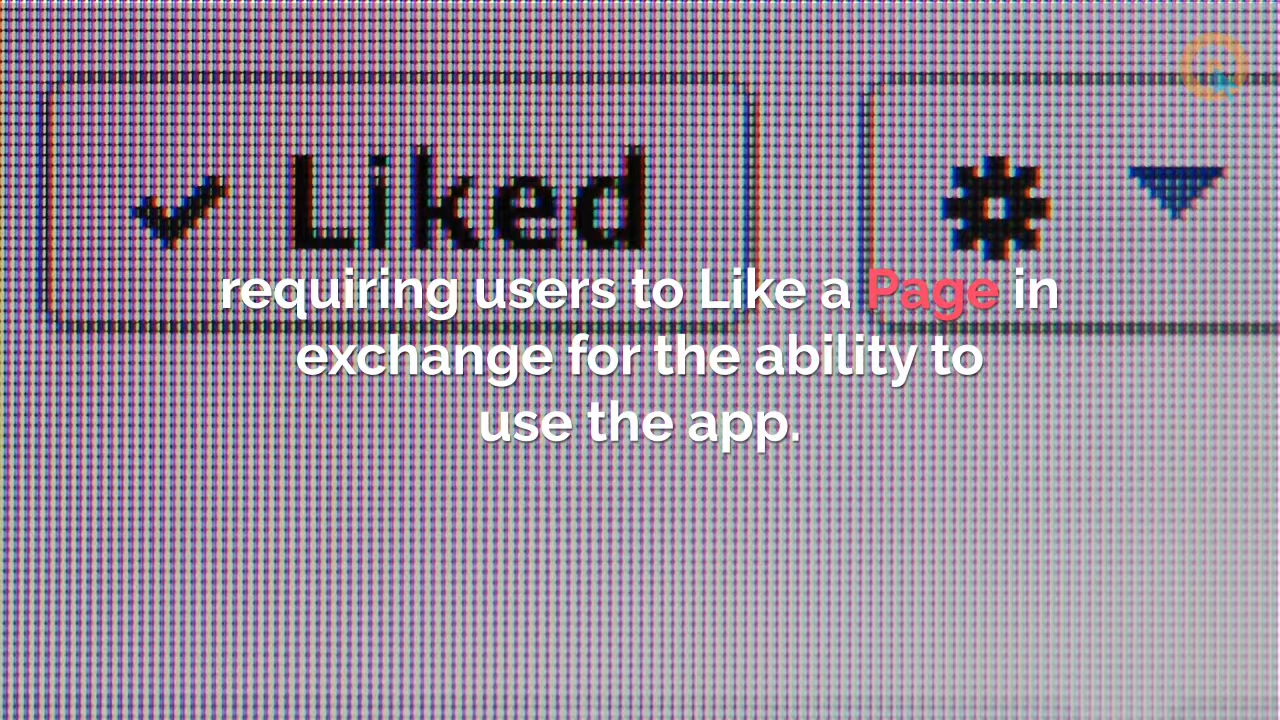 ✓ Liked
requiring users to Like a Page in
exchange for the ability to
use the app.